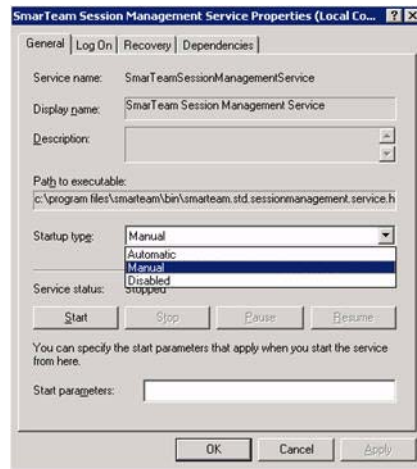 SmarTeam Session Management Service Properties (Local Co...
General Log On Recovery Dependencies
Service name: SmarTeamSessionManagementService
Display name: SmarTeam Session Management Service
Description:
Path to executable:
c:\program files\smarteam\bin\smarteam.std.sessionmanagement.service.h
Startup type: Manual
Automatic
Manual
Disabled
Service status: Stopped
Start Stop Pause Resume
You can specify the start parameters that apply when you start the service
from here.
Start parameters:
OK Cancel Apply